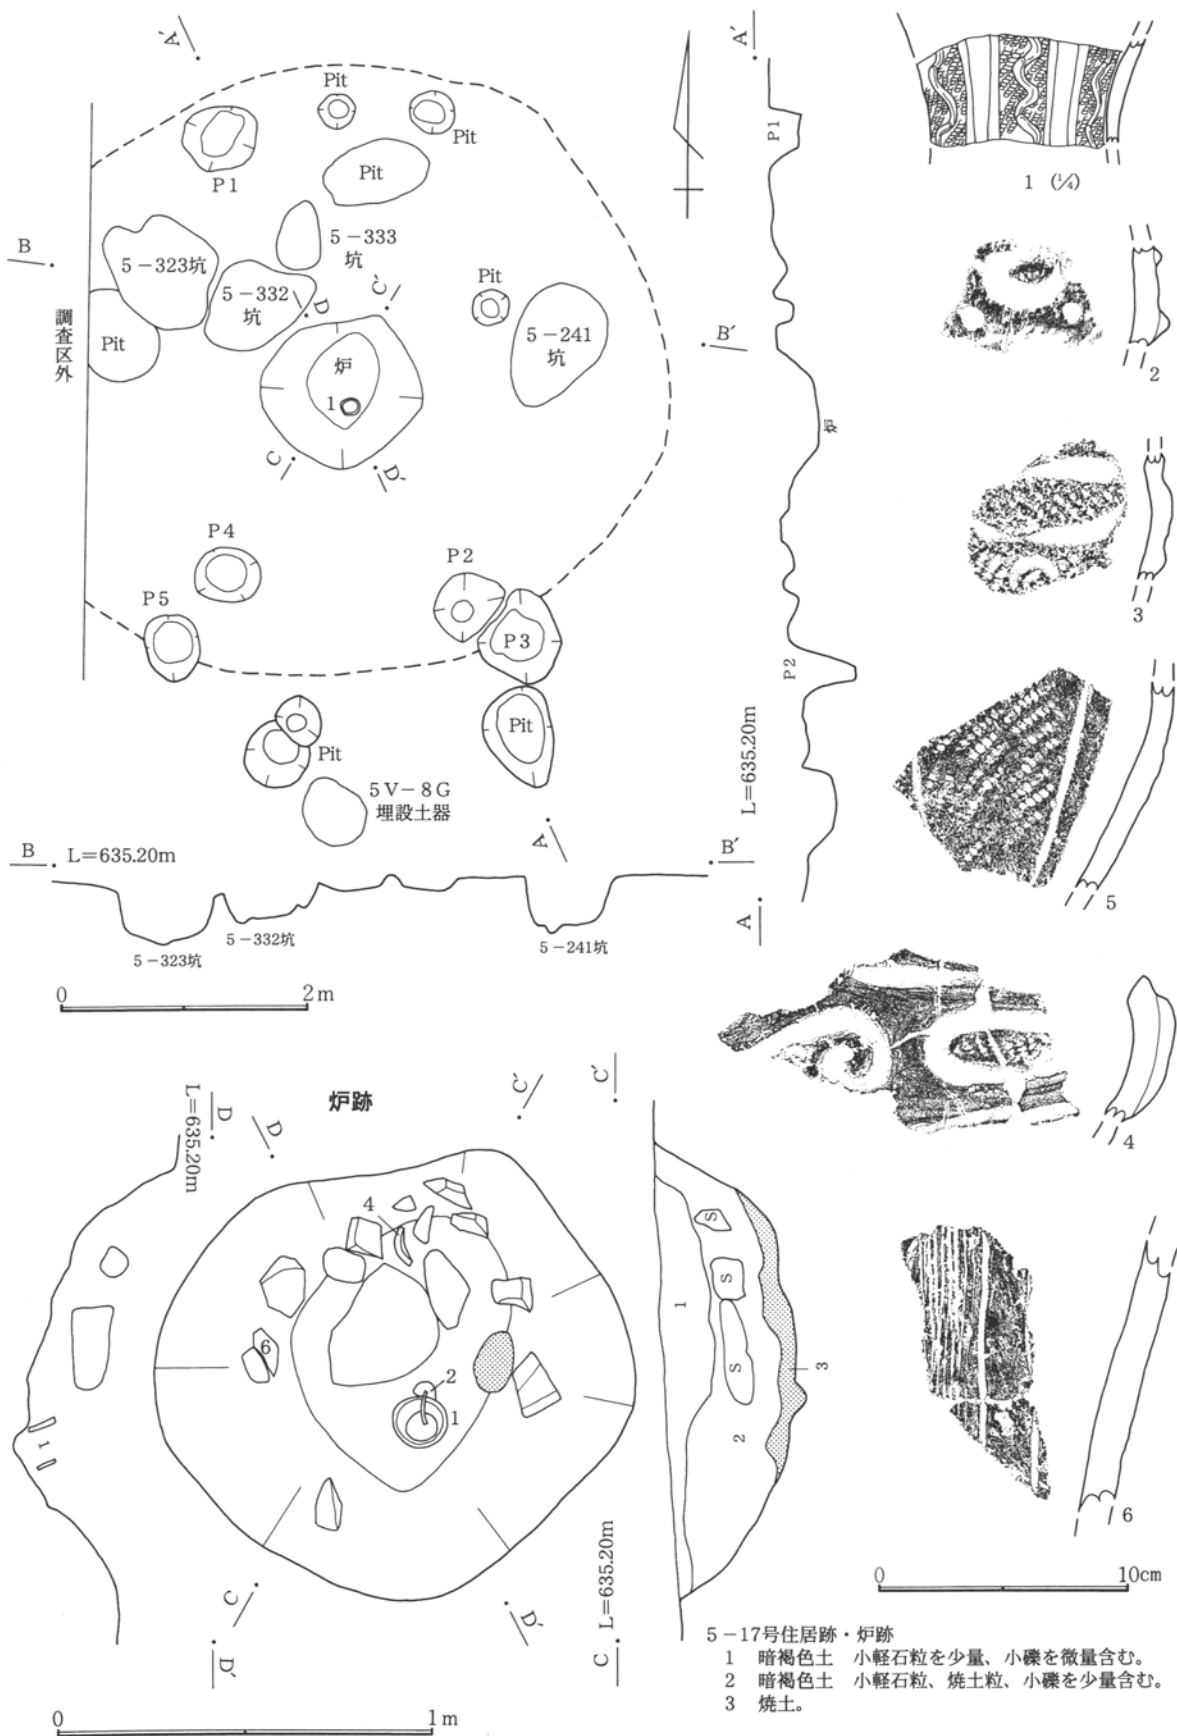 A′
A′
Pit
Pit
P1
Pit
P1
1 (¼)
B
5−323坑
5−333
坑
5−332
坑
D
C′
Pit
Pit
5−241
坑
B′
調査区外
炉
1
炉
2
C
D′
P4
P5
P2
P3
3
P2
Pit
Pit
L=635.20m
5V−8G
埋設土器
A
B
L=635.20m
B′
A
5
5−323坑
5−332坑
5−241坑
0
2m
炉跡
L=635.20m
D
D
C′
C′
4
4
S
S
S
1
6
2
1
1
3
2
6
C
D′
D′
L=635.20m
C
0
10cm
0
1m
5−17号住居跡・炉跡
1 暗褐色土 小軽石粒を少量、小礫を微量含む。
2 暗褐色土 小軽石粒、焼土粒、小礫を少量含む。
3 焼土。